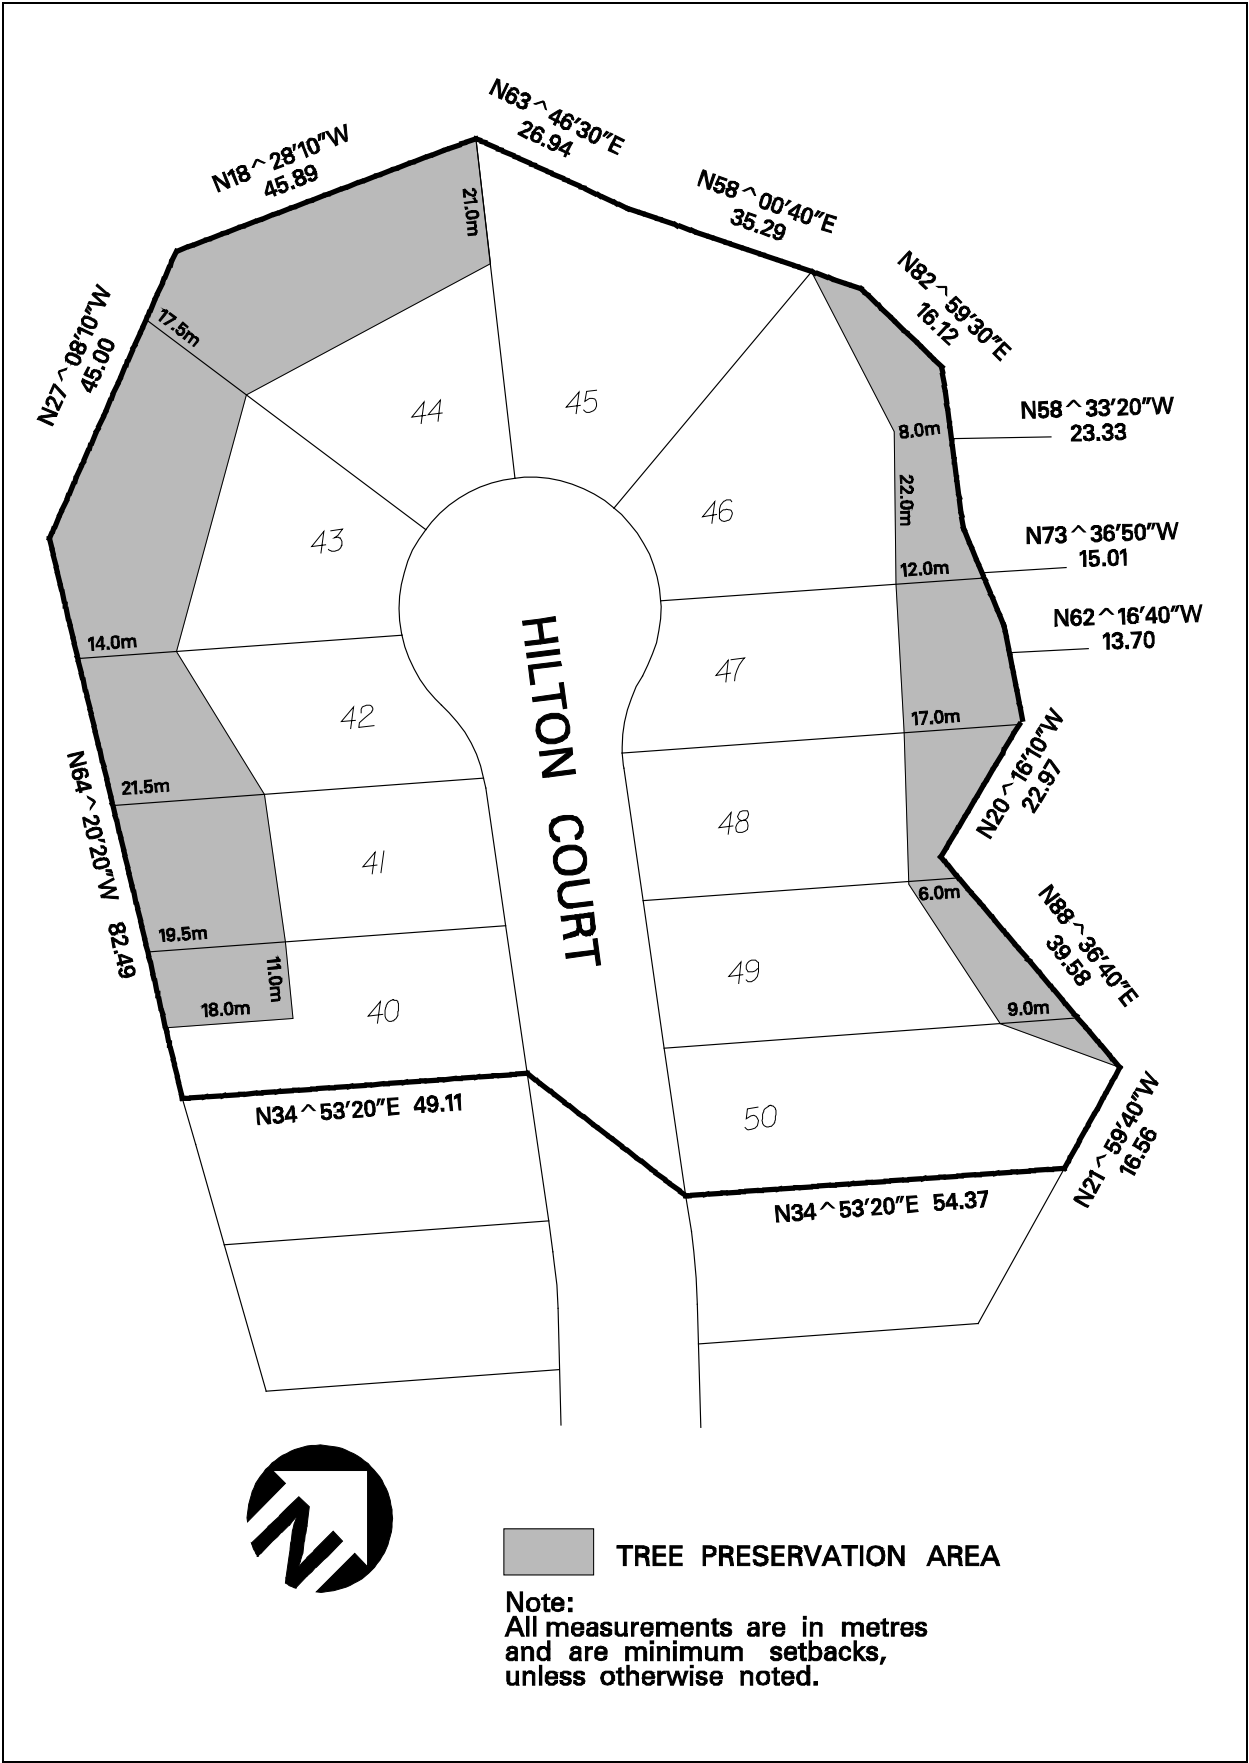 N63^46'30"E
26.94
N18^28'10"W
45.89
N58^00'40"E
35.29
21.0m
N82^59'30"E
16.12
N27^08'10"W
45.00
17.5m
44
45
N58^33'20"W
23.33
8.0m
22.0m
46
43
N73^36'50"W
15.01
12.0m
N62^16'40"W
13.70
14.0m
47
42
17.0m
N20^16'10"W
22.97
HILTON COURT
N64^20'20"W 82.49
21.5m
48
41
6.0m
N88^36'40"E
39.58
19.5m
11.0m
49
18.0m
40
9.0m
N34^53'20"E 49.11
50
N21^59'40"W
16.56
N34^53'20"E 54.37
N
TREE PRESERVATION AREA
Note:
All measurements are in metres
and are minimum setbacks,
unless otherwise noted.